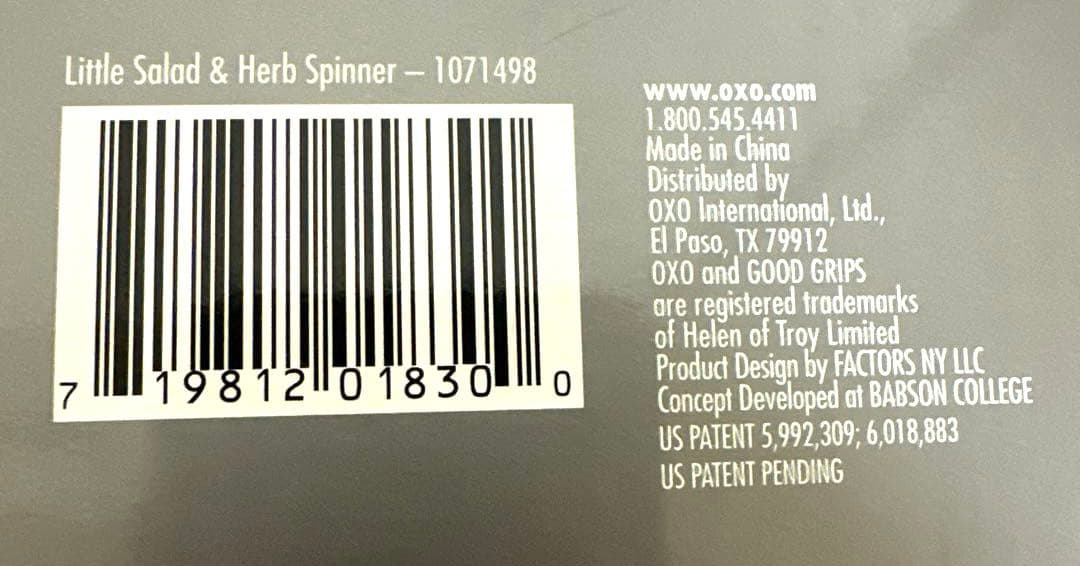 Little Salad & Herb Spinner – 1071498
7 19812 01830 0
www.oxo.com
1.800.545.4411
Made in China
Distributed by
OXO International, Ltd.,
El Paso, TX 79912
OXO and GOOD GRIPS
are registered trademarks
of Helen of Troy Limited
Product Design by FACTORS NY LLC
Concept Developed at BABSON COLLEGE
US PATENT 5,992,309; 6,018,883
US PATENT PENDING